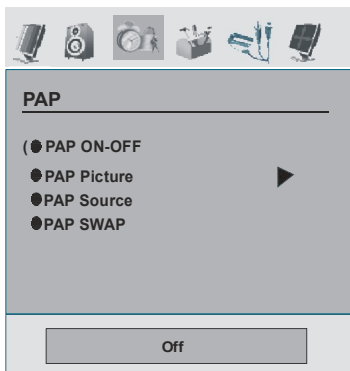 PAP
(● PAP ON-OFF
● PAP Picture
● PAP Source
● PAP SWAP
Off